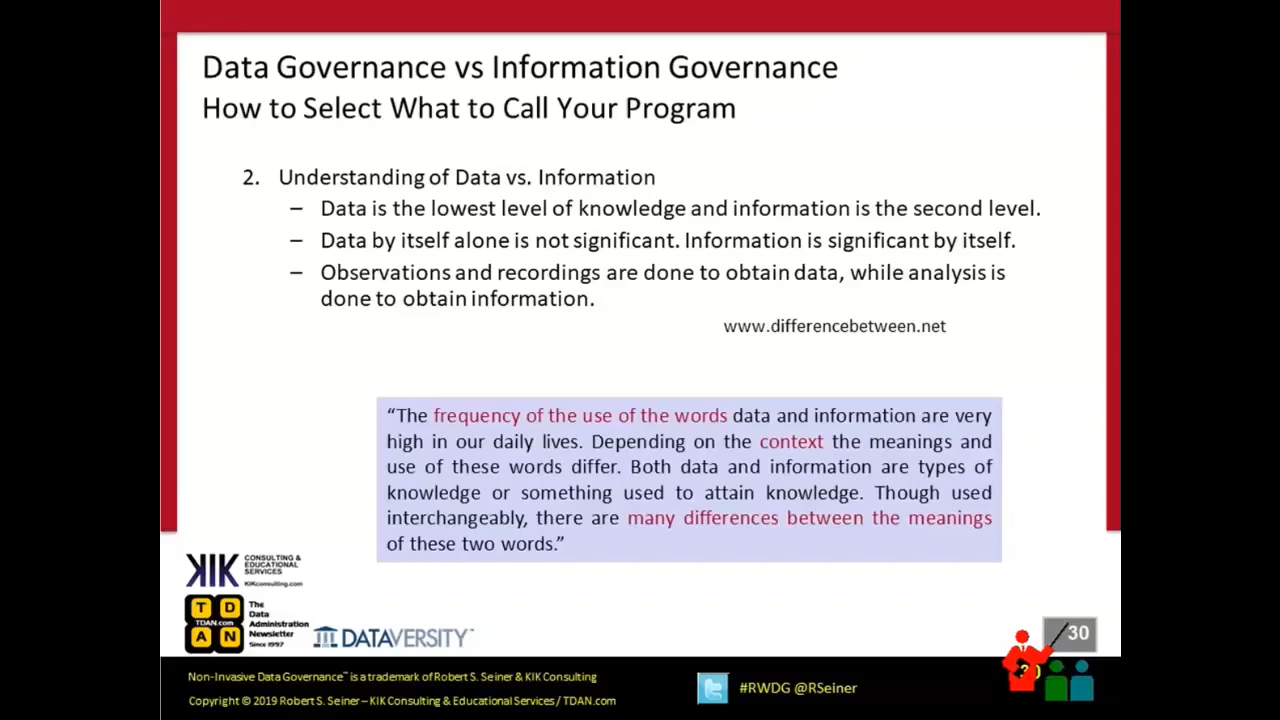 Data Governance vs Information Governance
How to Select What to Call Your Program
2. Understanding of Data vs. Information
– Data is the lowest level of knowledge and information is the second level.
– Data by itself alone is not significant. Information is significant by itself.
– Observations and recordings are done to obtain data, while analysis is
done to obtain information.
www.differencebetween.net
“The frequency of the use of the words data and information are very
high in our daily lives. Depending on the context the meanings and
use of these words differ. Both data and information are types of
knowledge or something used to attain knowledge. Though used
interchangeably, there are many differences between the meanings
of these two words.”
KIK CONSULTING &
EDUCATIONAL
SERVICES
KIKconsulting.com
T D
TDAN.com
A N
The
Data
Administration
Newsletter
Since 1997
DATAVERSITY™
30
Non-Invasive Data Governance™ is a trademark of Robert S. Seiner & KIK Consulting
Copyright © 2019 Robert S. Seiner – KIK Consulting & Educational Services / TDAN.com
#RWDG @RSeiner